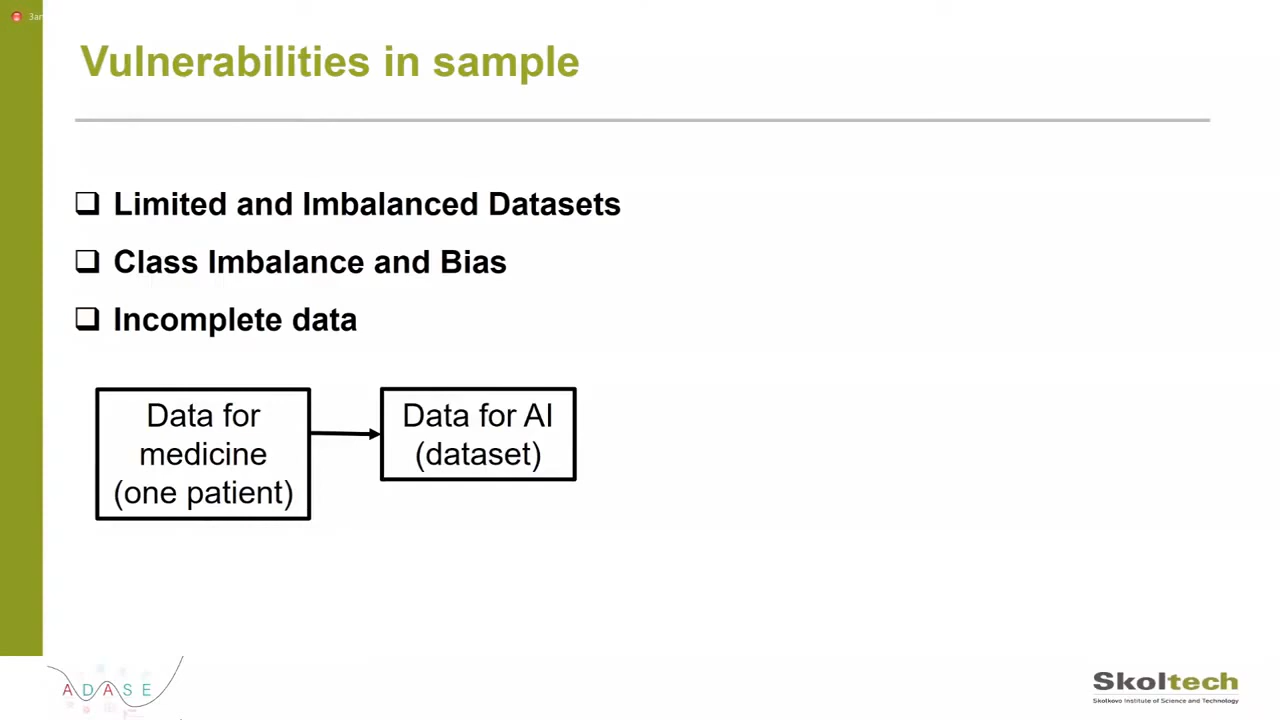 Vulnerabilities in sample
Limited and Imbalanced Datasets
Class Imbalance and Bias
Incomplete data
Data for
medicine
(one patient)
Data for AI
(dataset)
A D A S E
Skoltech
Skolkovo Institute of Science and Technology